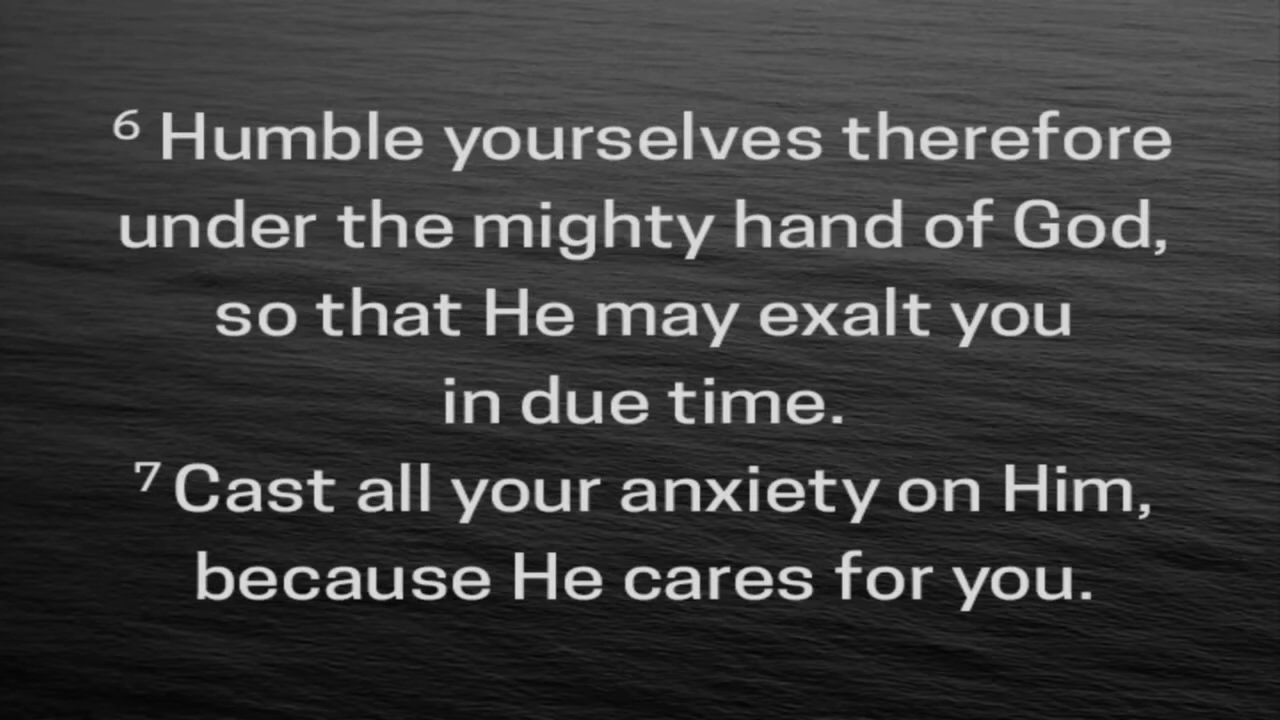 ⁶ Humble yourselves therefore
under the mighty hand of God,
so that He may exalt you
in due time.
⁷ Cast all your anxiety on Him,
because He cares for you.